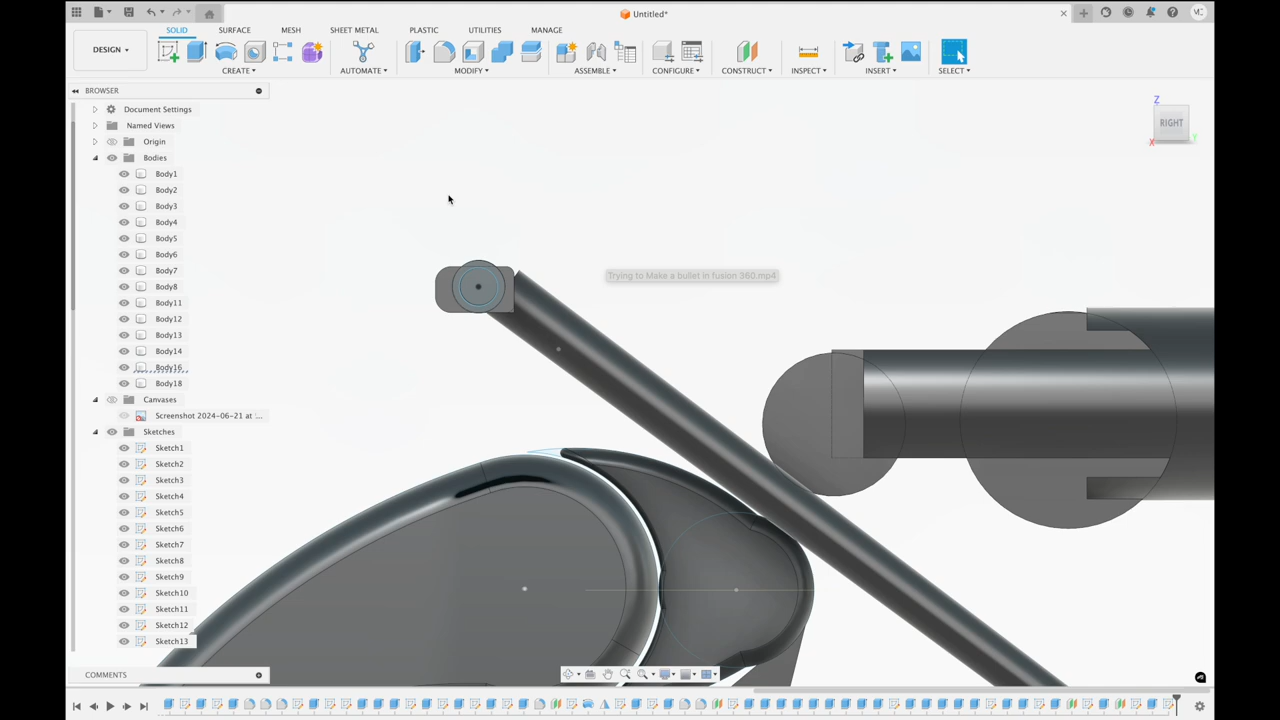 Untitled*
ME
DESIGN
SOLID SURFACE MESH SHEET METAL PLASTIC UTILITIES MANAGE
CREATE AUTOMATE MODIFY ASSEMBLE CONFIGURE CONSTRUCT INSPECT INSERT SELECT
BROWSER
Document Settings
Named Views
Origin
Bodies
Body1
Body2
Body3
Body4
Body5
Body6
Body7
Body8
Body11
Body12
Body13
Body14
Body16
Body18
Canvases
Screenshot 2024-06-21 at :...
Sketches
Sketch1
Sketch2
Sketch3
Sketch4
Sketch5
Sketch6
Sketch7
Sketch8
Sketch9
Sketch10
Sketch11
Sketch12
Sketch13
COMMENTS
Trying to Make a bullet in fusion 360.mp4
Z
RIGHT
X
Y